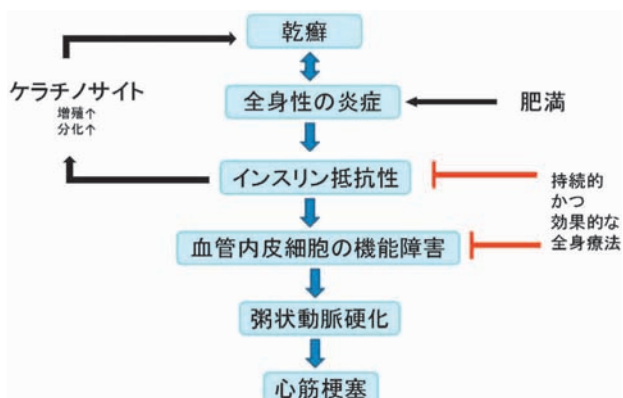 乾癬
ケラチノサイト
増殖↑
分化↑
全身性の炎症
肥満
インスリン抵抗性
持続的
かつ
効果的な
全身療法
血管内皮細胞の機能障害
粥状動脈硬化
心筋梗塞